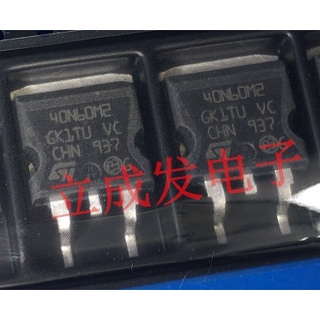 40N60M2 40N60M2
GK1TU VC GK1TU VC
CHN 937 CHN 937
立成发电子